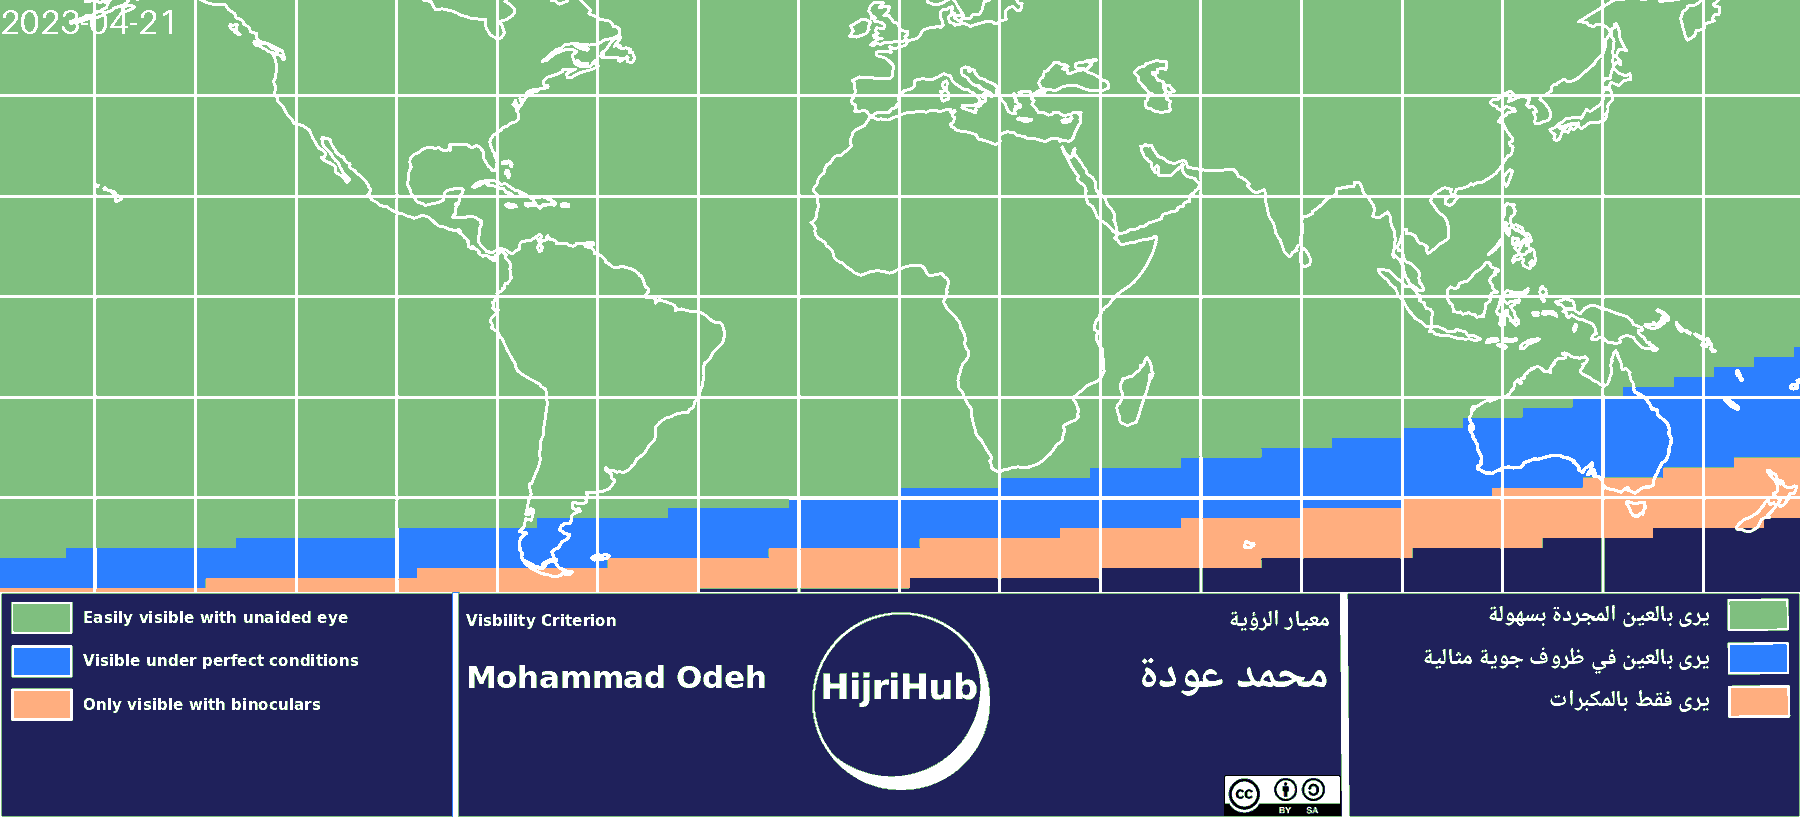 2023-04-21
Easily visible with unaided eye
Visible under perfect conditions
Only visible with binoculars
Visbility Criterion
Mohammad Odeh
HijriHub
معيار الرؤية
محمد عودة
cc BY SA
يرى بالعين المجردة بسهولة
يرى بالعين في ظروف جوية مثالية
يرى فقط بالمكبرات